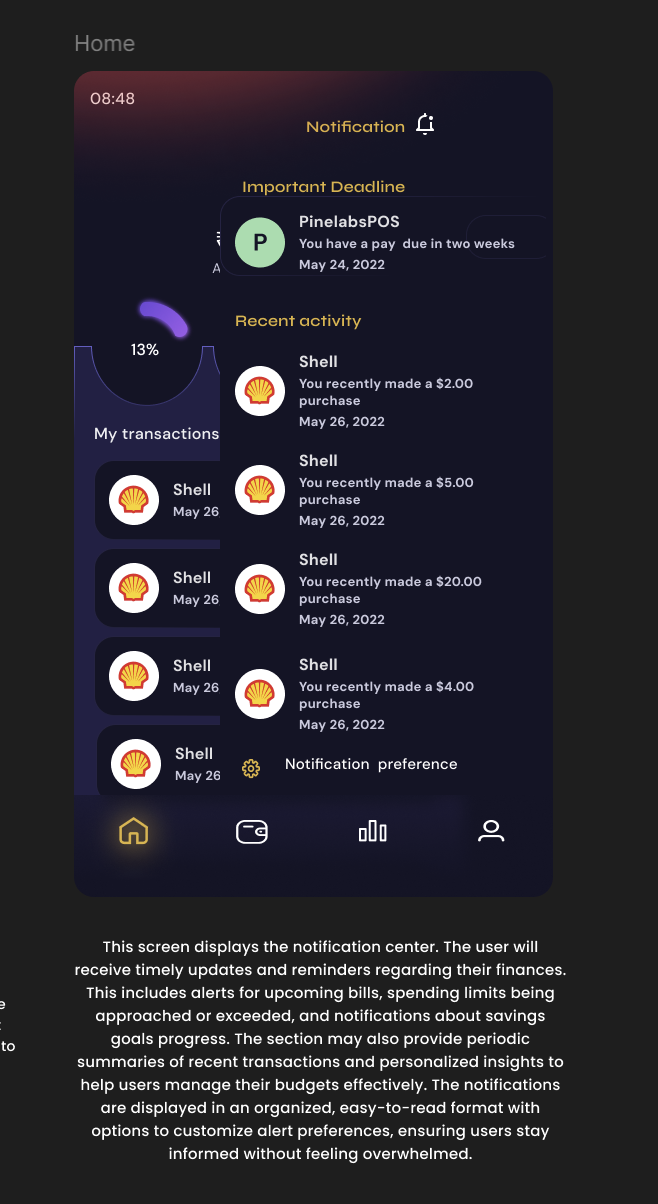 Home
08:48
Notification
Important Deadline
P
PinelabsPOS
You have a pay due in two weeks
May 24, 2022
A
13%
Recent activity
Shell
You recently made a $2.00
purchase
May 26, 2022
My transactions
Shell
You recently made a $5.00
purchase
May 26, 2022
Shell
May 26
Shell
You recently made a $20.00
purchase
May 26, 2022
Shell
May 26
Shell
You recently made a $4.00
purchase
May 26, 2022
Shell
May 26
Shell
May 26
Notification preference
This screen displays the notification center. The user will
receive timely updates and reminders regarding their finances.
This includes alerts for upcoming bills, spending limits being
approached or exceeded, and notifications about savings
goals progress. The section may also provide periodic
summaries of recent transactions and personalized insights to
help users manage their budgets effectively. The notifications
are displayed in an organized, easy-to-read format with
options to customize alert preferences, ensuring users stay
informed without feeling overwhelmed.
to